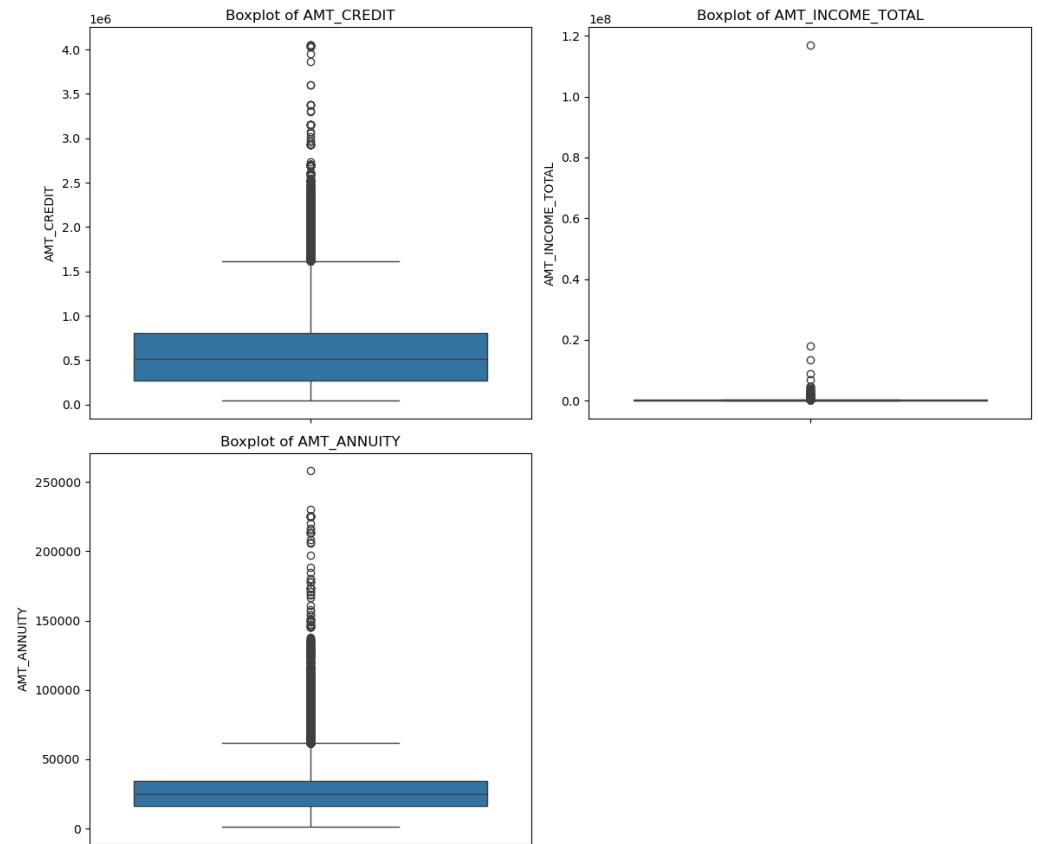 Boxplot of AMT_CREDIT
1e6
4.0
3.5
3.0
2.5
2.0
1.5
1.0
0.5
0.0
AMT_CREDIT
Boxplot of AMT_INCOME_TOTAL
1e8
1.2
1.0
0.8
0.6
0.4
0.2
0.0
AMT_INCOME_TOTAL
Boxplot of AMT_ANNUITY
250000
200000
150000
100000
50000
0
AMT_ANNUITY